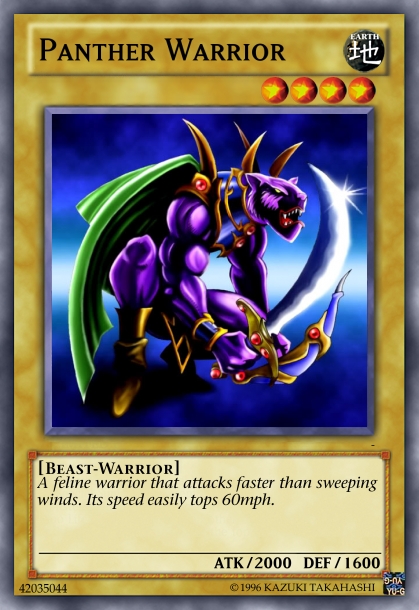 PANTHER WARRIOR
EARTH
地
[BEAST-WARRIOR]
A feline warrior that attacks faster than sweeping
winds. Its speed easily tops 60mph.
ATK/2000 DEF/1600
42035044
©1996 KAZUKI TAKAHASHI